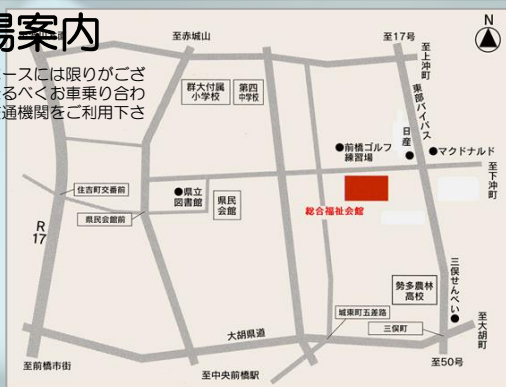 場案内
ースには限りがござ
るべくお車乗り合わ
通機関をご利用下さ
N
至赤城山
至17号
至上沖町
東部バイパス
群大付属
小学校
第四
中学校
日産
●前橋ゴルフ
練習場
●マクドナルド
至下沖町
住吉町交番前
●県立
図書館
県民
会館
県民会館前
総合福祉会館
R
17
勢多農林
高校
三俣せんべい●
城東町五差路
三俣町
至大胡町
大胡県道
至前橋市街
至中央前橋駅
至50号